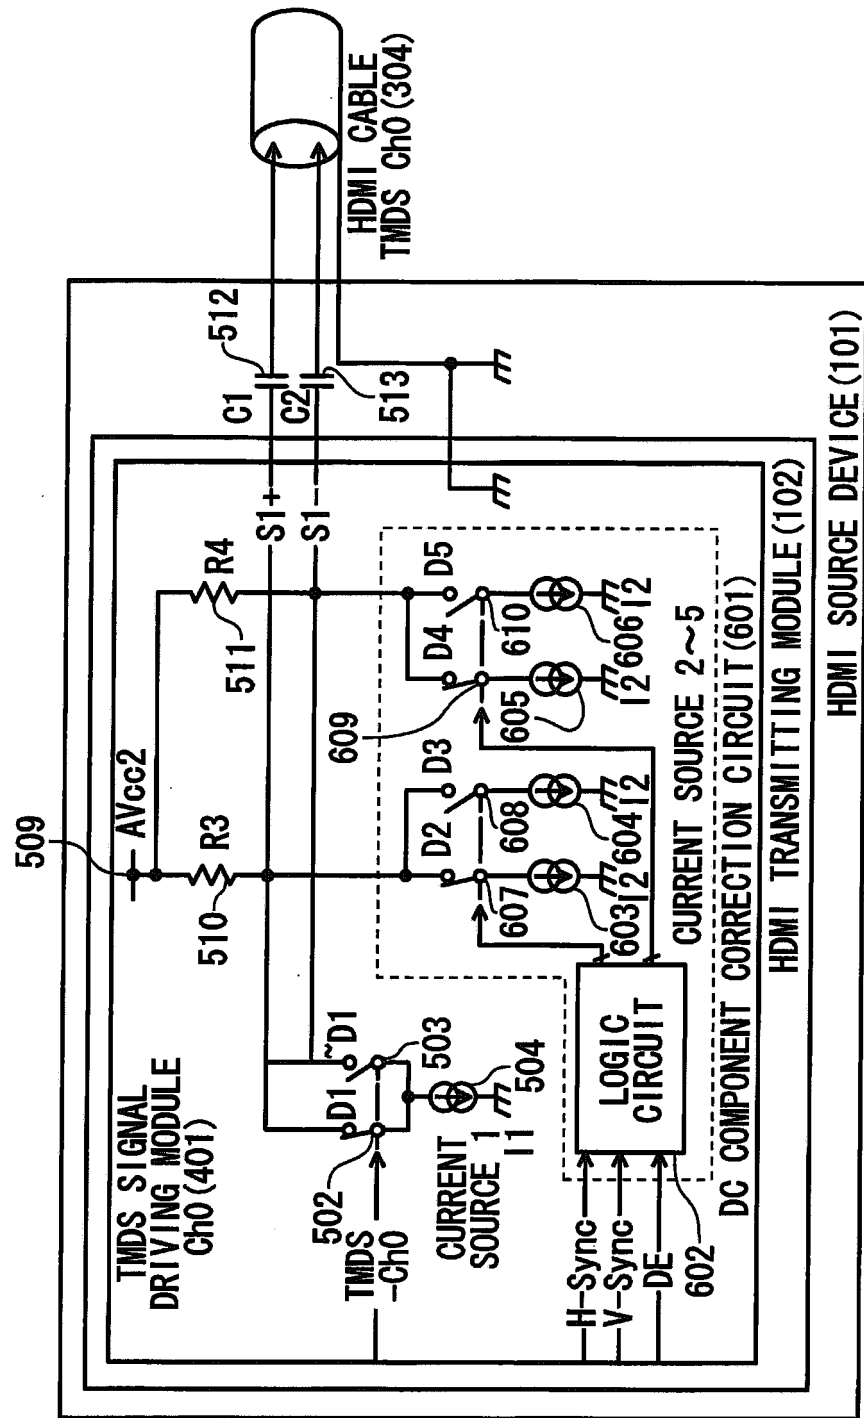 509
AVcc2
TMDS SIGNAL
DRIVING MODULE
Ch0(401)
R3
510
R4
511
S1+
S1-
C1
512
C2
513
HDMI CABLE
TMDS Ch0(304)
D1
~D1
502
503
TMDS
-Ch0
504
CURRENT
SOURCE 1
I1
609
D2
D3
D4
D5
607
608
610
603
I2
604
I2
605
I2
606
I2
CURRENT SOURCE 2~5
H-Sync
V-Sync
DE
LOGIC
CIRCUIT
602
DC COMPONENT CORRECTION CIRCUIT(601)
HDMI TRANSMITTING MODULE(102)
HDMI SOURCE DEVICE(101)